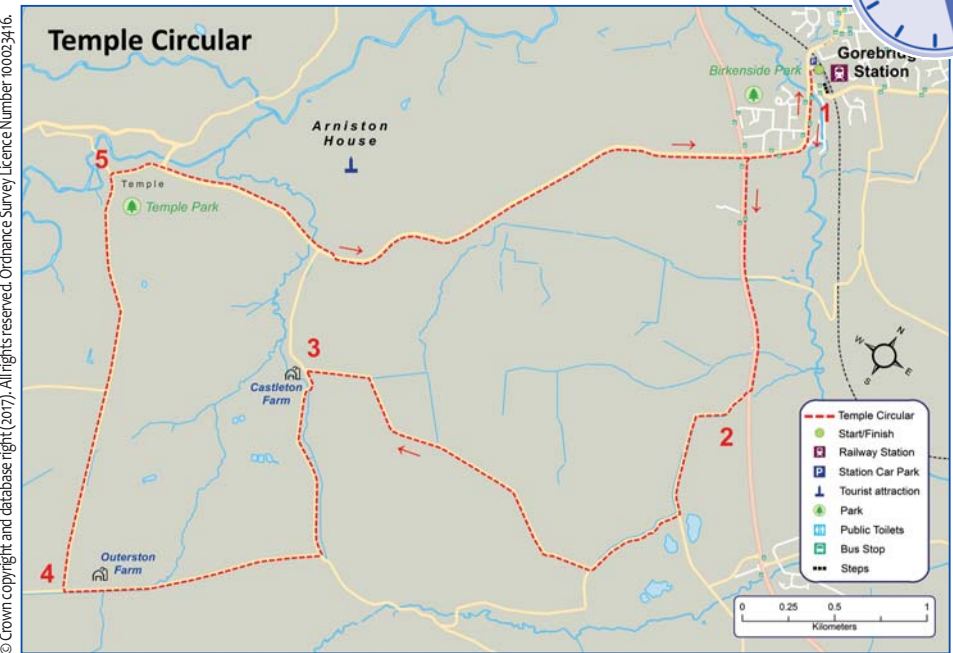 © Crown copyright and database right (2017). All rights reserved. Ordnance Survey Licence Number 100023416.
Temple Circular
Gorebridge
Station
Birkenside Park
P
1
Arniston
House
5
Temple
Temple Park
3
Castleton
Farm
2
N
W
E
S
4
Outerston
Farm
Temple Circular
Start/Finish
Railway Station
P
Station Car Park
Tourist attraction
Park
Public Toilets
Bus Stop
Steps
0 0.25 0.5 1
Kilometers